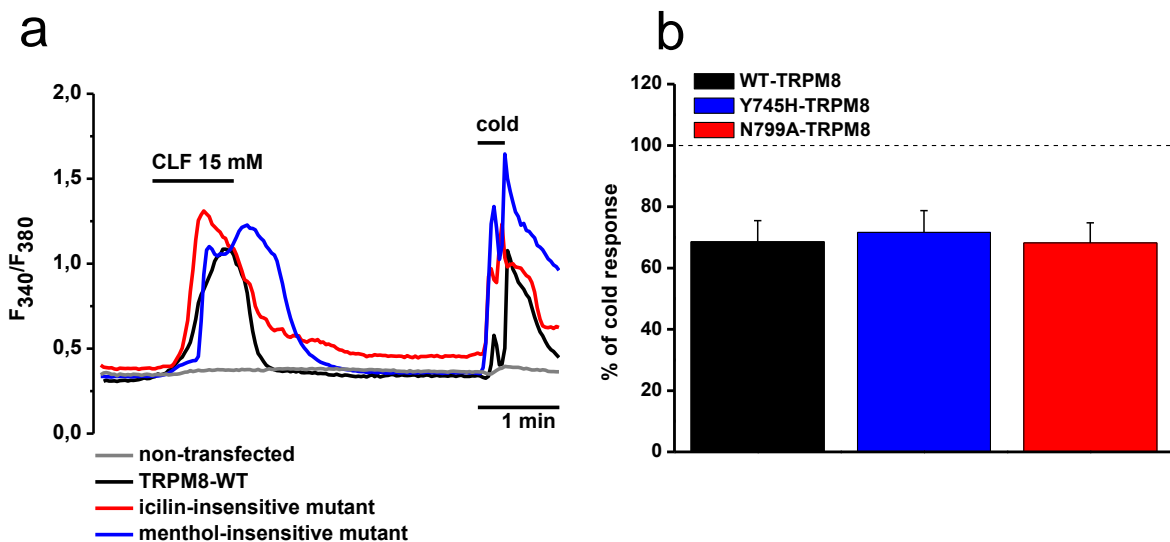 a
2,0
1,5
1,0
0,5
0,0
F340/F380
CLF 15 mM
cold
1 min
non-transfected
TRPM8-WT
icilin-insensitive mutant
menthol-insensitive mutant
b
120
100
80
60
40
20
0
% of cold response
WT-TRPM8
Y745H-TRPM8
N799A-TRPM8